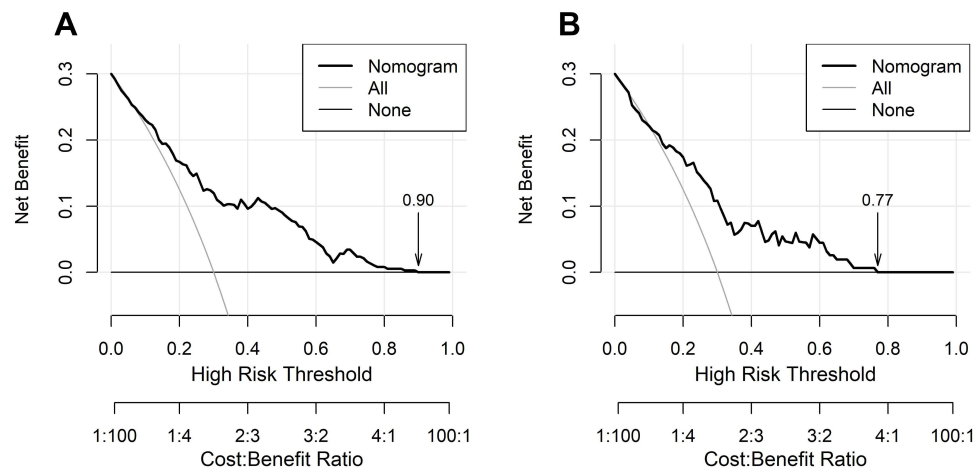 A
Nomogram
All
None
Net Benefit
0.3
0.2
0.1
0.0
0.90
0.0 0.2 0.4 0.6 0.8 1.0
High Risk Threshold
1:100 1:4 2:3 3:2 4:1 100:1
Cost:Benefit Ratio
B
Nomogram
All
None
Net Benefit
0.3
0.2
0.1
0.0
0.77
0.0 0.2 0.4 0.6 0.8 1.0
High Risk Threshold
1:100 1:4 2:3 3:2 4:1 100:1
Cost:Benefit Ratio